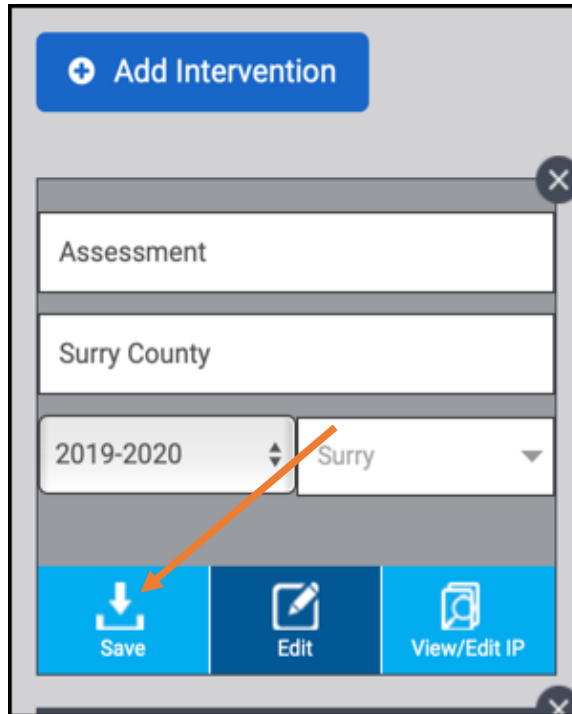 Add Intervention
Assessment
Surry County
2019-2020 Surry
Save Edit View/Edit IP